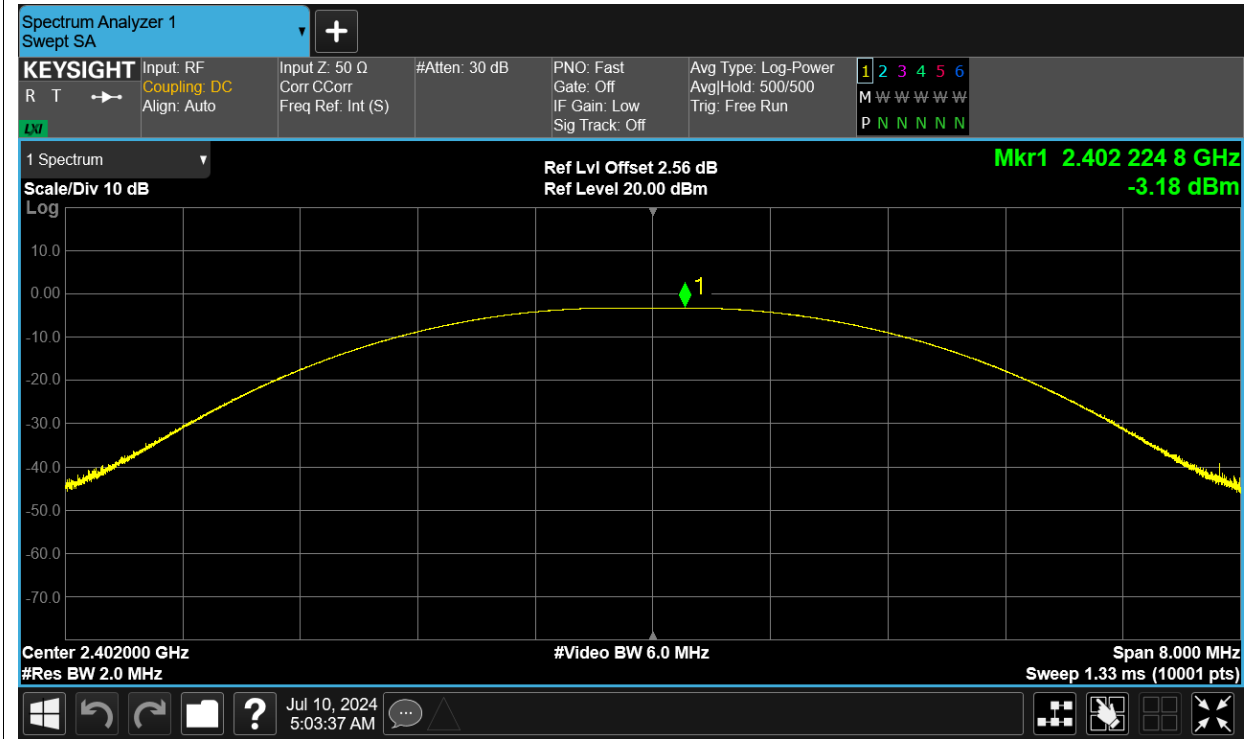 Spectrum Analyzer 1
Swept SA
+
KEYSIGHT
R T
LXI
Input: RF
Coupling: DC
Align: Auto
Input Z: 50 Ω
Corr CCorr
Freq Ref: Int (S)
#Atten: 30 dB
PNO: Fast
Gate: Off
IF Gain: Low
Sig Track: Off
Avg Type: Log-Power
Avg|Hold: 500/500
Trig: Free Run
1 2 3 4 5 6
M W W W W W W
P N N N N N N
1 Spectrum
Scale/Div 10 dB
Ref Lvl Offset 2.56 dB
Ref Level 20.00 dBm
Mkr1 2.402 224 8 GHz
-3.18 dBm
Log
10.0
0.00
-10.0
-20.0
-30.0
-40.0
-50.0
-60.0
-70.0
1
Center 2.402000 GHz
#Video BW 6.0 MHz
Span 8.000 MHz
#Res BW 2.0 MHz
Sweep 1.33 ms (10001 pts)
?
Jul 10, 2024
5:03:37 AM